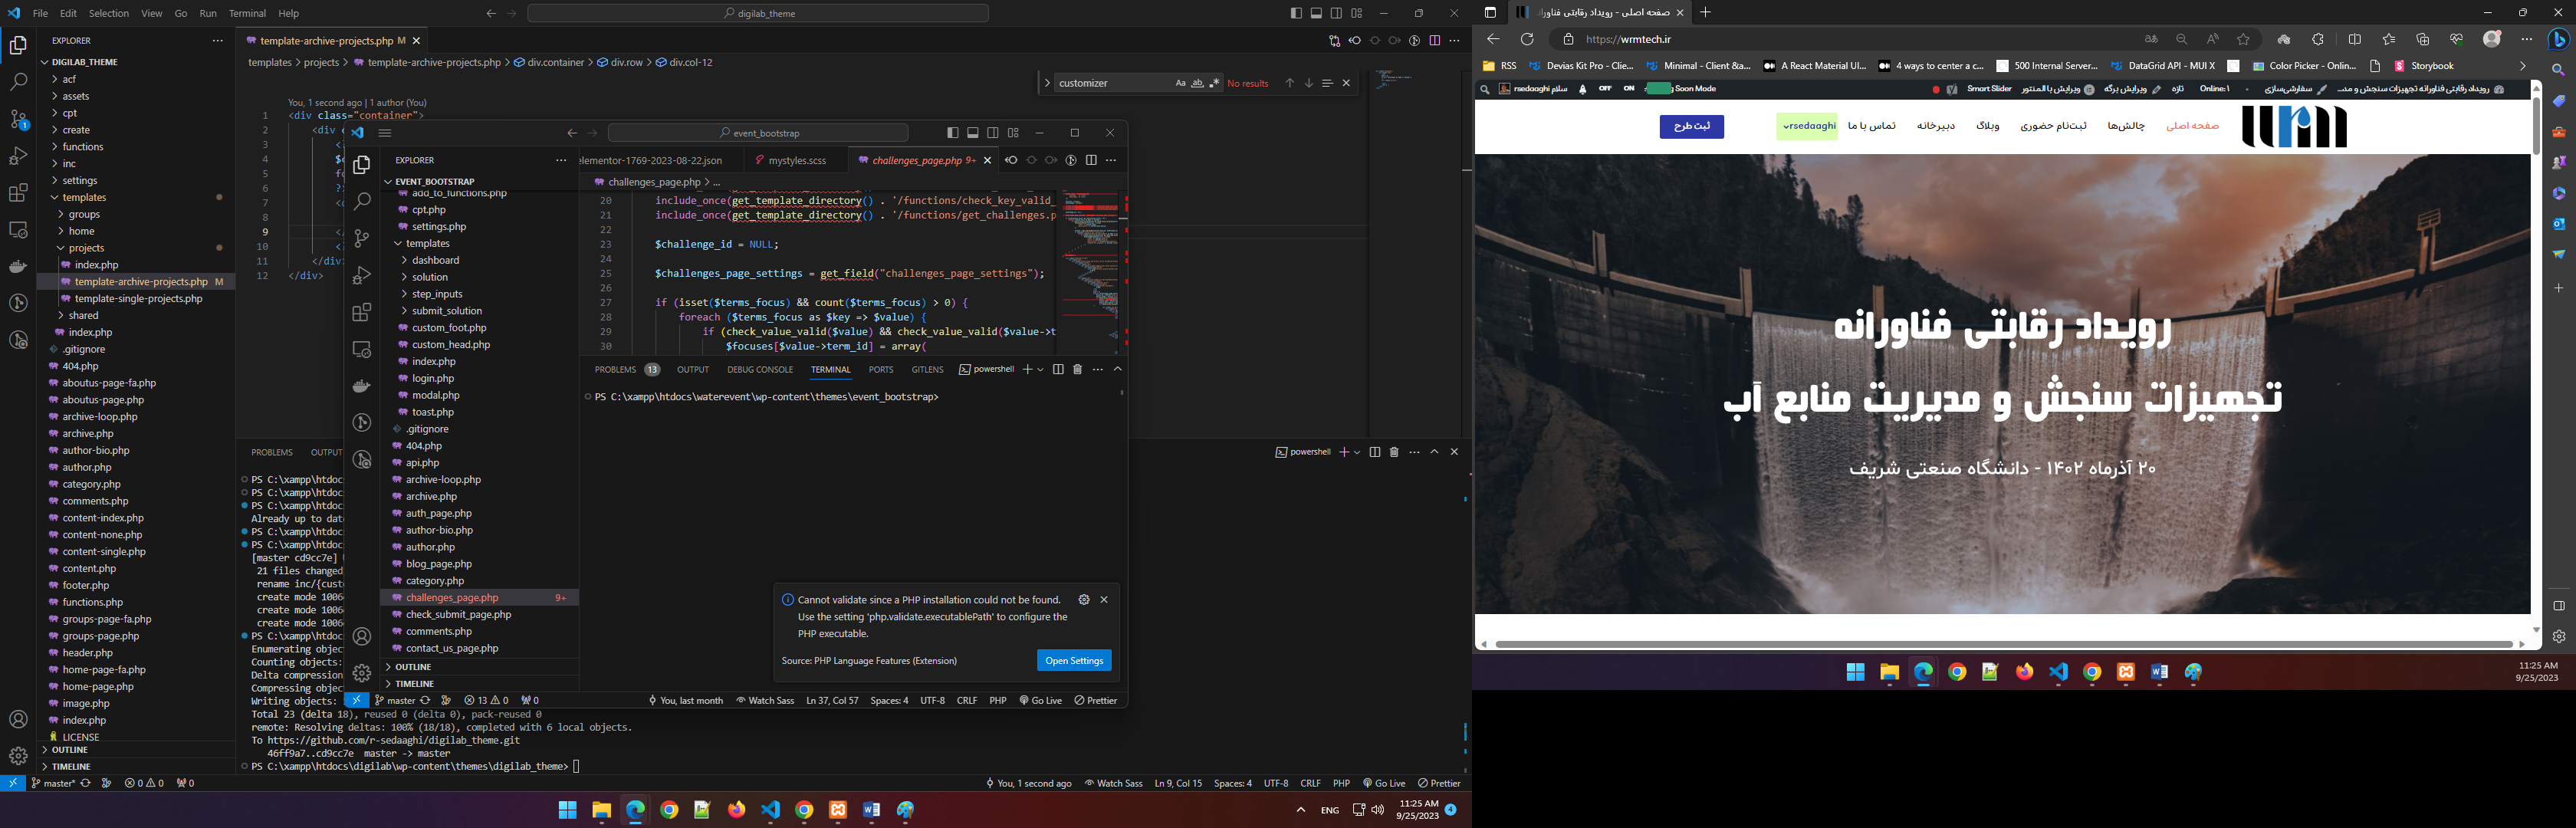 File Edit Selection View Go Run Terminal Help
digilab_theme
EXPLORER
DIGILAB_THEME
acf
assets
cpt
create
functions
inc
settings
templates
groups
home
projects
index.php
template-archive-projects.php M
template-single-projects.php
shared
index.php
.gitignore
404.php
aboutus-page-fa.php
aboutus-page.php
archive-loop.php
archive.php
author-bio.php
author.php
category.php
comments.php
content-index.php
content-none.php
content-single.php
content.php
footer.php
functions.php
groups-page-fa.php
groups-page.php
header.php
home-page-fa.php
home-page.php
image.php
index.php
LICENSE
OUTLINE
TIMELINE
template-archive-projects.php M
templates > projects > template-archive-projects.php > div.container > div.row > div.col-12
customizer
Aa
ab
No results
You, 1 second ago | 1 author (You)
1 <div class="container">
2 <div c
3 <
4 $
5 fo
6 ?
7 <d
8
9 </
10 <
11 </div
12 </div>
PROBLEMS OUTPUT
powershell
PS C:\xampp\htdocs
PS C:\xampp\htdocs
PS C:\xampp\htdocs
Already up to dat
PS C:\xampp\htdocs
PS C:\xampp\htdocs
[master cd9cc7e]
21 files changed
rename inc/{custo
create mode 1006
create mode 1006
create mode 1006
PS C:\xampp\htdocs
Enumerating objec
Counting objects:
Delta compression
Compressing objec
Writing objects:
Total 23 (delta 18), reused 0 (delta 0), pack-reused 0
remote: Resolving deltas: 100% (18/18), completed with 6 local objects.
To https://github.com/r-sedaaghi/digilab_theme.git
46ff9a7..cd9cc7e master -> master
PS C:\xampp\htdocs\digilab\wp-content\themes\digilab_theme>
master* 0 0 0
You, 1 second ago Watch Sass Ln 9, Col 15 Spaces: 4 UTF-8 CRLF PHP Go Live Prettier
ENG
11:25 AM
9/25/2023
4
event_bootstrap
EXPLORER
EVENT_BOOTSTRAP
add_to_functions.php
cpt.php
settings.php
templates
dashboard
solution
step_inputs
submit_solution
custom_foot.php
custom_head.php
index.php
login.php
modal.php
toast.php
.gitignore
404.php
api.php
archive-loop.php
archive.php
auth_page.php
author-bio.php
author.php
blog_page.php
category.php
challenges_page.php 9+
check_submit_page.php
comments.php
contact_us_page.php
OUTLINE
TIMELINE
elementor-1769-2023-08-22.json
mystyles.scss
challenges_page.php 9+
challenges_page.php > ...
20 include_once(get_template_directory() . '/functions/check_key_valid_
21 include_once(get_template_directory() . '/functions/get_challenges.p
22
23 $challenge_id = NULL;
24
25 $challenges_page_settings = get_field("challenges_page_settings");
26
27 if (isset($terms_focus) && count($terms_focus) > 0) {
28 foreach ($terms_focus as $key => $value) {
29 if (check_value_valid($value) && check_value_valid($value->t
30 $focuses[$value->term_id] = array(
PROBLEMS 13 OUTPUT DEBUG CONSOLE TERMINAL PORTS GITLENS
powershell
PS C:\xampp\htdocs\waterevent\wp-content\themes\event_bootstrap>
Cannot validate since a PHP installation could not be found.
Use the setting 'php.validate.executablePath' to configure the
PHP executable.
Source: PHP Language Features (Extension)
Open Settings
master 13 0 0
You, last month Watch Sass Ln 37, Col 57 Spaces: 4 UTF-8 CRLF PHP Go Live Prettier
صفحه اصلی - رویداد رقابتی فناورانه
https://wrmtech.ir
RSS
Devias Kit Pro - Clie...
Minimal - Client &a...
A React Material UI...
4 ways to center a c...
500 Internal Server...
DataGrid API - MUI X
Color Picker - Onlin...
Storybook
رویداد رقابتی فناورانه تجهیزات سنجش و مدی...
سفارشی‌سازی
Online: 1
تازه
ویرایش برگه
ویرایش با المنتور
Smart Slider
Soon Mode
ON
OFF
سلام rsedaaghi
صفحه اصلی
چالش‌ها
ثبت‌نام حضوری
وبلاگ
دبیرخانه
تماس با ما
rsedaaghi
ثبت طرح
رویداد رقابتی فناورانه
تجهیزات سنجش و مدیریت منابع آب
۲۰ آذرماه ۱۴۰۲ - دانشگاه صنعتی شریف
11:25 AM
9/25/2023